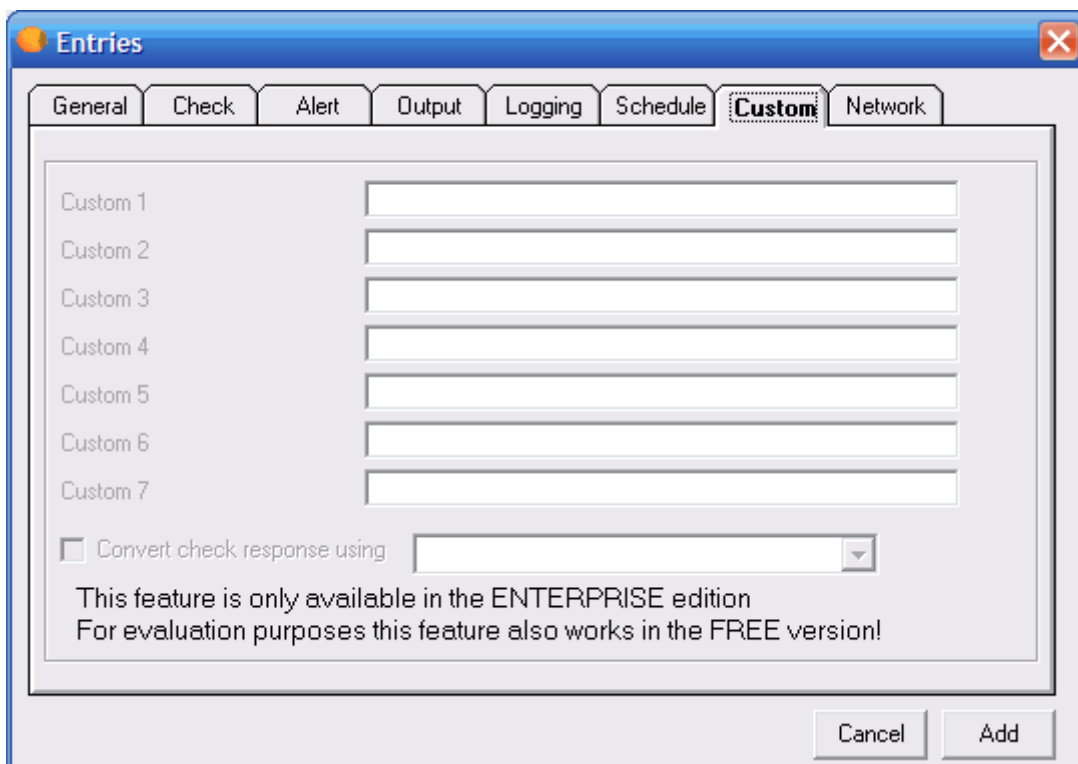 Entries
General Check Alert Output Logging Schedule Custom Network
Custom 1
Custom 2
Custom 3
Custom 4
Custom 5
Custom 6
Custom 7
Convert check response using
This feature is only available in the ENTERPRISE edition
For evaluation purposes this feature also works in the FREE version!
Cancel Add